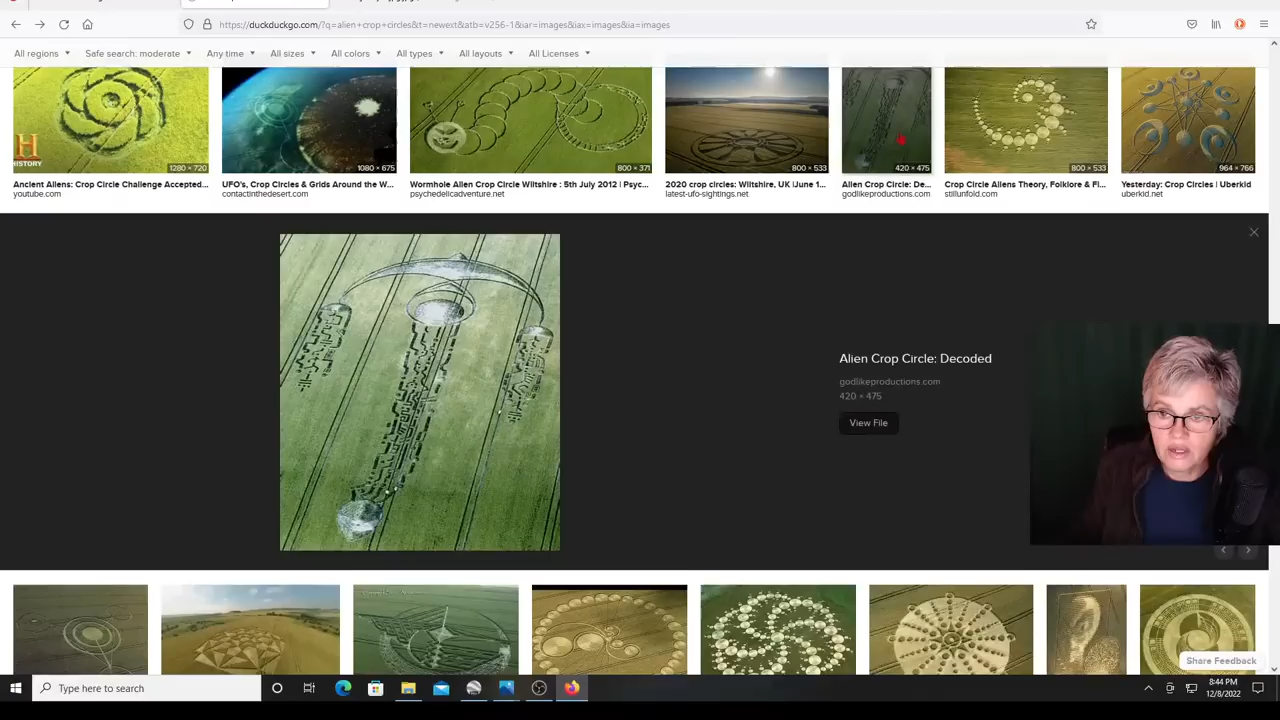 https://duckduckgo.com/?q=alien+crop+circles&t=newext&atb=v256-1&iar=images&iax=images&ia=images
All regions Safe search: moderate Any time All sizes All colors All types All layouts All Licenses
HISTORY
1280 × 720 1080 × 675 800 × 371 800 × 533 420 × 475 800 × 533 964 × 766
Ancient Aliens: Crop Circle Challenge Accepted... UFO's, Crop Circles & Grids Around the W... Wormhole Alien Crop Circle Wiltshire : 5th July 2012 | Psyc... 2020 crop circles: Wiltshire, UK |June 1... Alien Crop Circle: De... Crop Circle Aliens Theory, Folklore & Fi... Yesterday: Crop Circles | Uberkid
youtube.com contactinthedesert.com psychedelicadventure.net latest-ufo-sightings.net godlikeproductions.com stillunfold.com uberkid.net
Alien Crop Circle: Decoded
godlikeproductions.com
420 × 475
View File
Share Feedback
Type here to search
8:44 PM
12/8/2022